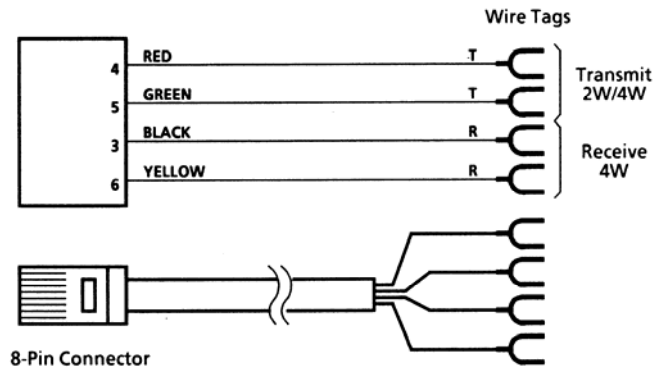 Wire Tags
4 RED T
5 GREEN T
Transmit
2W/4W
3 BLACK R
6 YELLOW R
Receive
4W
8-Pin Connector